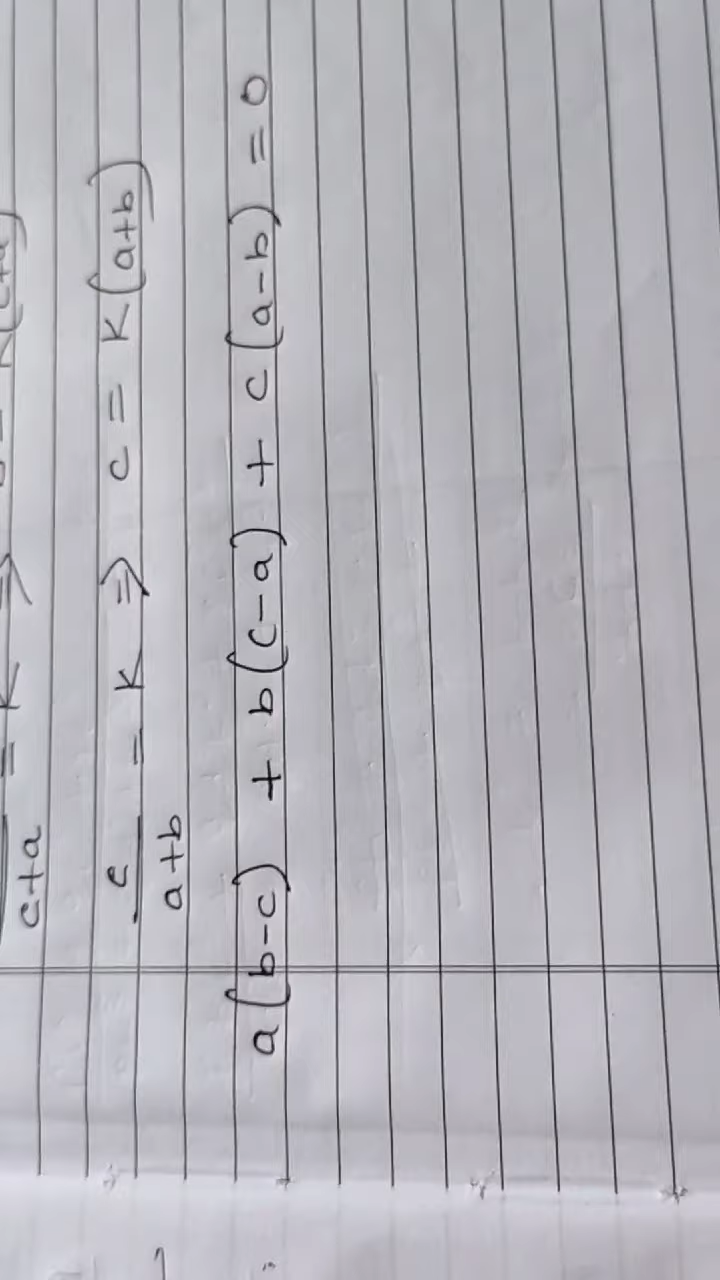 c+a = K ⇒ b = K(c+a)
c/a+b = K ⇒ c = K(a+b)
a(b-c) + b(c-a) + c(a-b) = 0